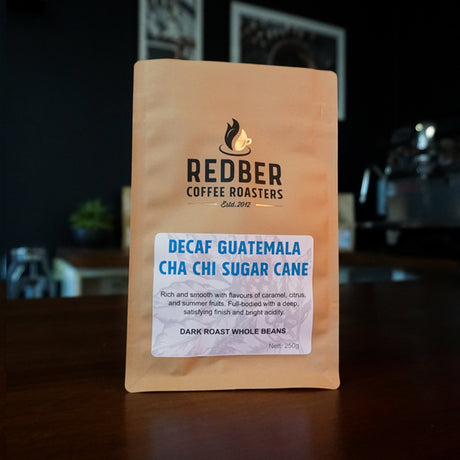 REDBER
COFFEE ROASTERS
Estd. 2012
DECAF GUATEMALA
CHA CHI SUGAR CANE
Rich and smooth with flavours of caramel, citrus,
and summer fruits. Full-bodied with a deep,
satisfying finish and bright acidity.
DARK ROAST WHOLE BEANS
Nett: 250g